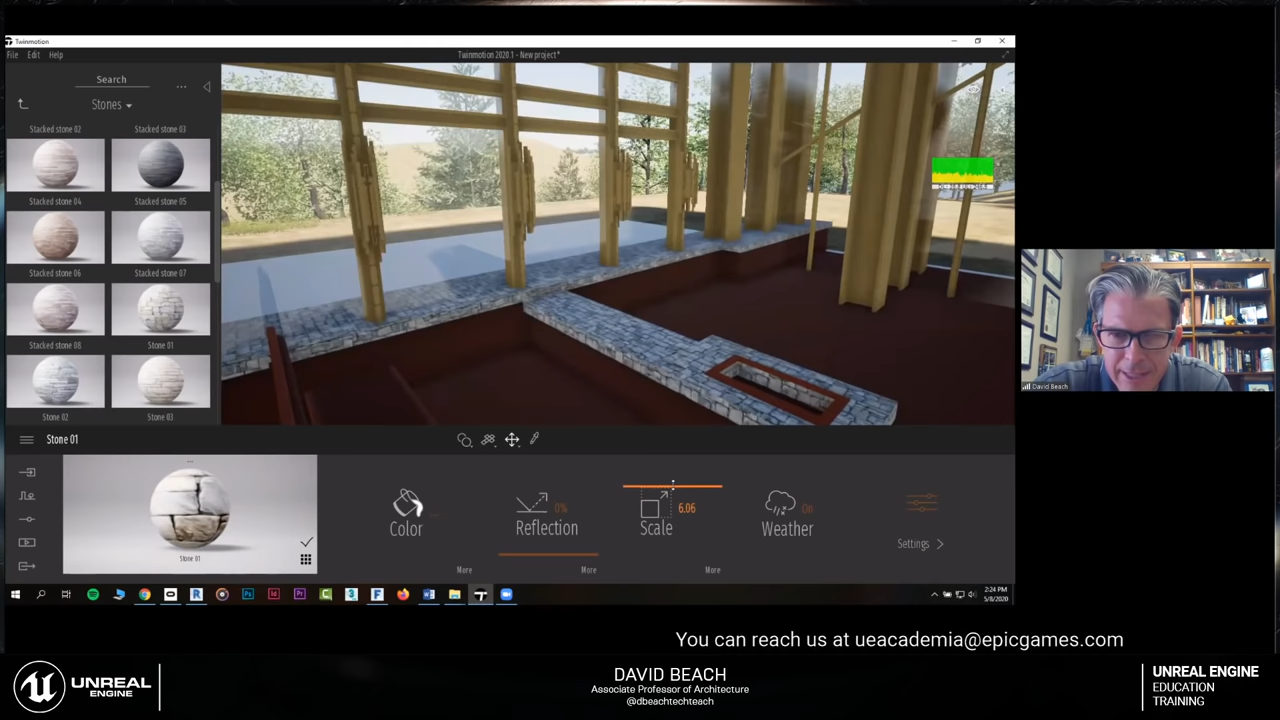 Twinmotion
File Edit Help
Twinmotion 2020.1 - New project*
Search
...
Stones
Stacked stone 02
Stacked stone 03
Stacked stone 04
Stacked stone 05
Stacked stone 06
Stacked stone 07
Stacked stone 08
Stone 01
Stone 02
Stone 03
Stone 01
Stone 01
Color
...
More
Reflection
0%
More
Scale
6.06
More
Weather
On
Settings
David Beach
2:24 PM
5/8/2020
You can reach us at ueacademia@epicgames.com
UNREAL
ENGINE
DAVID BEACH
Associate Professor of Architecture
@dbeachtechteach
UNREAL ENGINE
EDUCATION
TRAINING